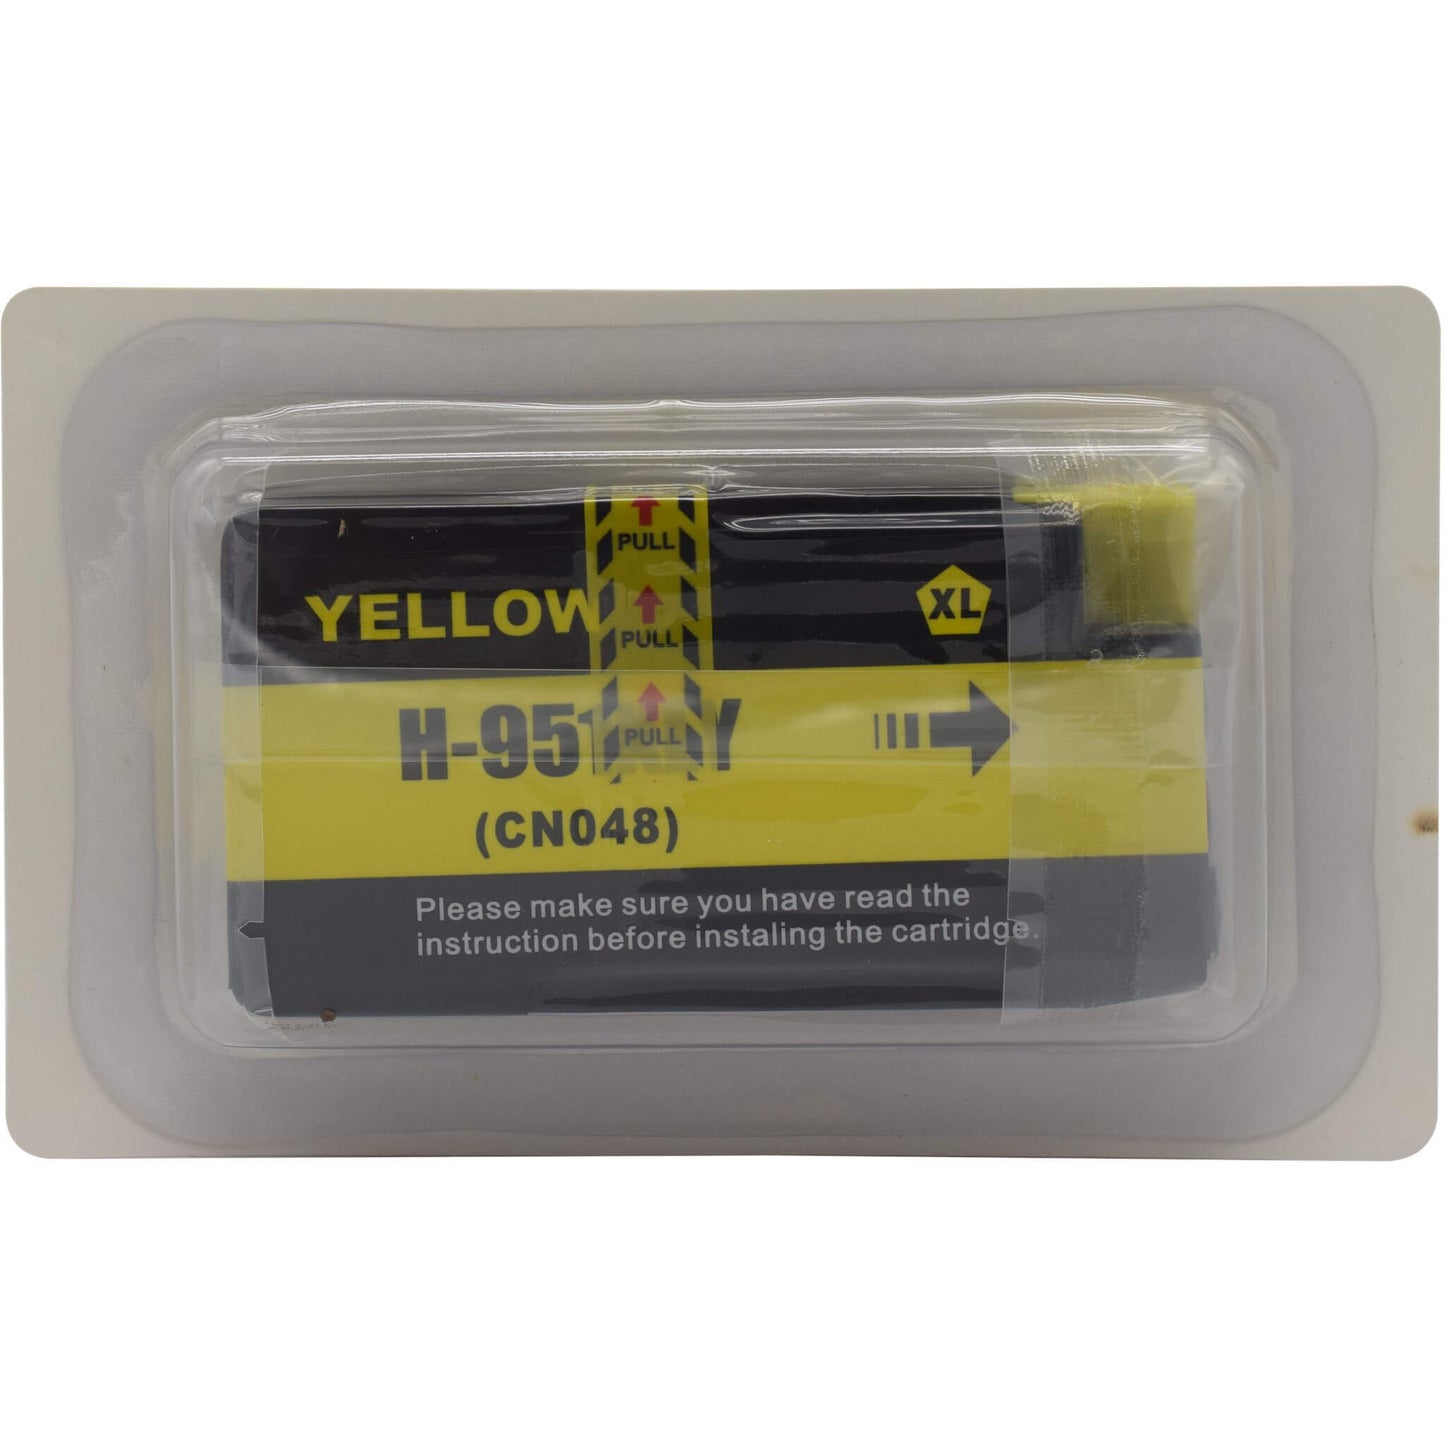 PULL
YELLOW
XL
PULL
H-951 Y
PULL
(CN048)
Please make sure you have read the
instruction before instaling the cartridge.